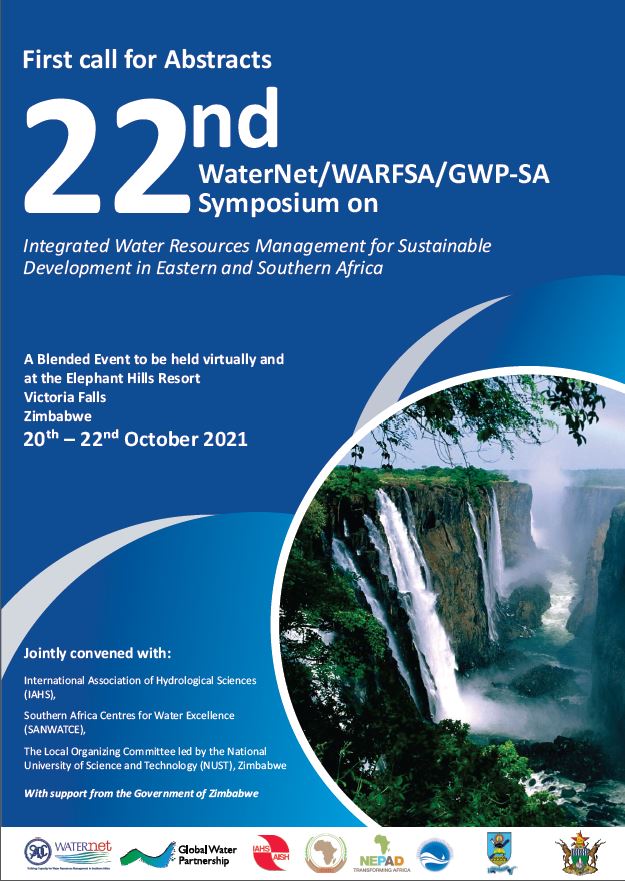 First call for Abstracts
22nd
WaterNet/WARFSA/GWP-SA
Symposium on
Integrated Water Resources Management for Sustainable
Development in Eastern and Southern Africa
A Blended Event to be held virtually and
at the Elephant Hills Resort
Victoria Falls
Zimbabwe
20th – 22nd October 2021
Jointly convened with:
International Association of Hydrological Sciences
(IAHS),
Southern Africa Centres for Water Excellence
(SANWATCE),
The Local Organizing Committee led by the National
University of Science and Technology (NUST), Zimbabwe
With support from the Government of Zimbabwe
WATERnet
Global Water
Partnership
IAHS
AISH
NEPAD
TRANSFORMING AFRICA